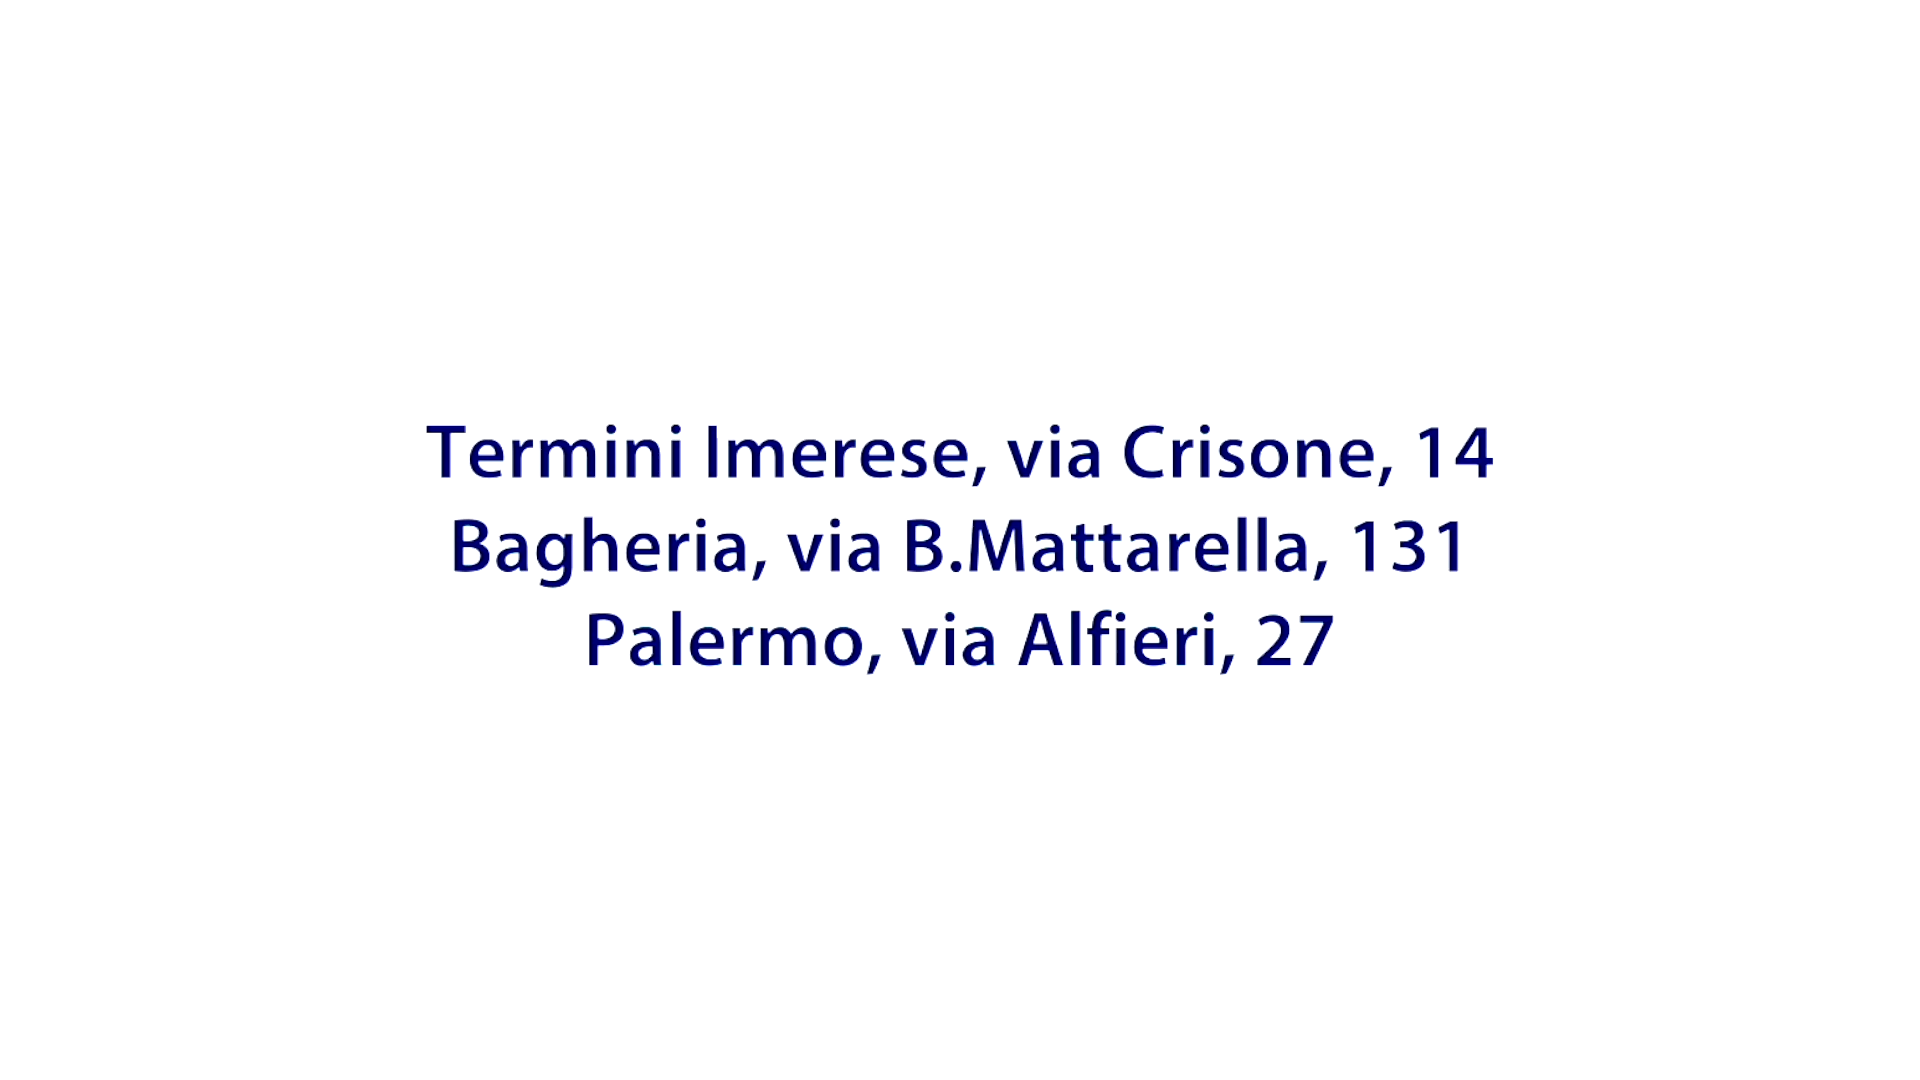 Termini Imerese, via Crisone, 14
Bagheria, via B.Mattarella, 131
Palermo, via Alfieri, 27